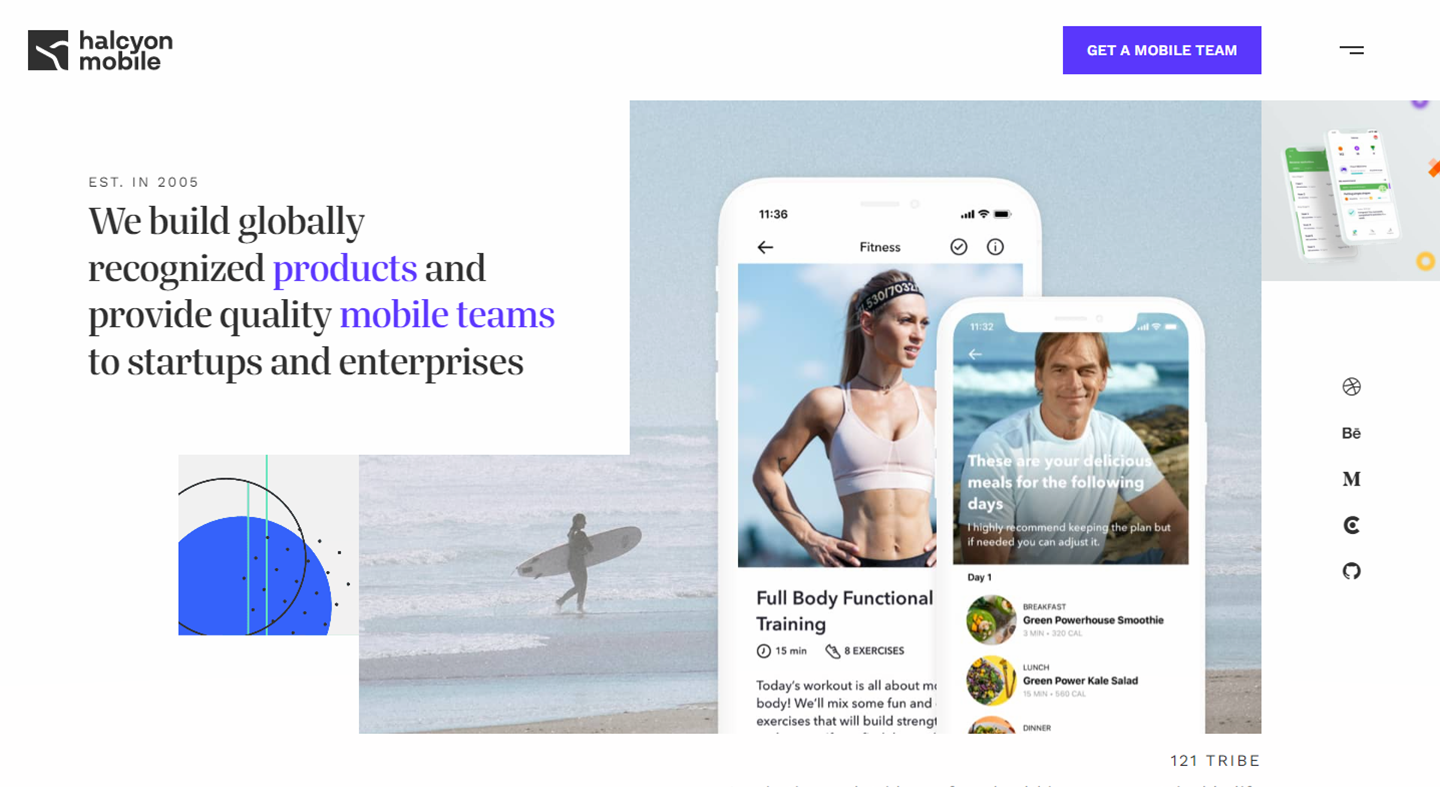 halcyon
mobile
GET A MOBILE TEAM
EST. IN 2005
We build globally
recognized products and
provide quality mobile teams
to startups and enterprises
11:36
Fitness
530/7032
11:32
These are your delicious
meals for the following
days
I highly recommend keeping the plan but
if needed you can adjust it.
Full Body Functional
Training
15 min
8 EXERCISES
Today's workout is all about
body! We'll mix some fun and
exercises that will build
Day 1
BREAKFAST
Green Powerhouse Smoothie
3 MIN • 320 CAL
LUNCH
Green Power Kale Salad
15 MIN • 560 CAL
DINNER
Bē
M
121 TRIBE